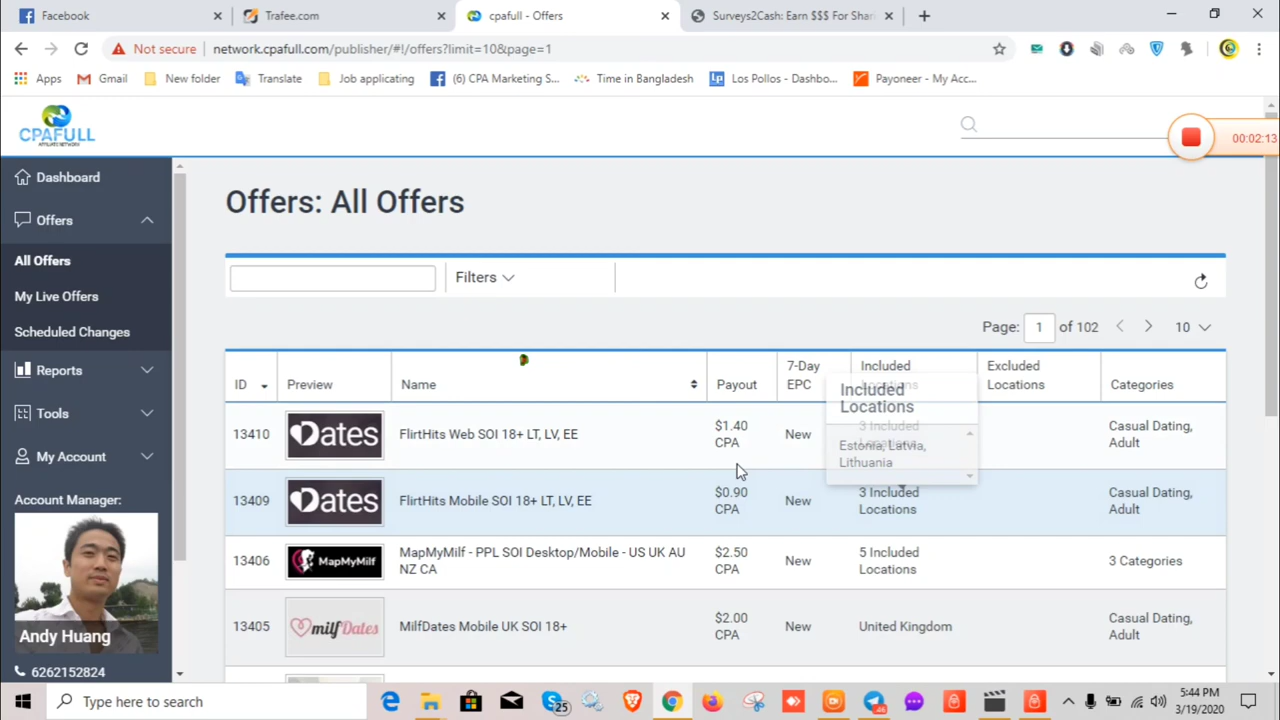 Facebook
Trafee.com
cpafull - Offers
Surveys2Cash: Earn $$$ For Shari
Not secure
network.cpafull.com/publisher/#!/offers?limit=10&page=1
Apps
Gmail
New folder
Translate
Job applicating
(6) CPA Marketing S...
Time in Bangladesh
Los Pollos - Dashbo...
Payoneer - My Acc...
CPAFULL
AFFILIATE NETWORK
00:02:13
Dashboard
Offers
All Offers
My Live Offers
Scheduled Changes
Reports
Tools
My Account
Account Manager:
Andy Huang
6262152824
Offers: All Offers
Filters
Page: 1 of 102
10
ID
Preview
Name
Payout
7-Day EPC
Included Locations
Excluded Locations
Categories
Included
Locations
Estonia, Latvia,
Lithuania
13410
Dates
FlirtHits Web SOI 18+ LT, LV, EE
$1.40
CPA
New
3 Included
Locations
Casual Dating,
Adult
13409
Dates
FlirtHits Mobile SOI 18+ LT, LV, EE
$0.90
CPA
New
3 Included
Locations
Casual Dating,
Adult
13406
MapMyMilf
MapMyMilf - PPL SOI Desktop/Mobile - US UK AU
NZ CA
$2.50
CPA
New
5 Included
Locations
3 Categories
13405
milfDates
MilfDates Mobile UK SOI 18+
$2.00
CPA
New
United Kingdom
Casual Dating,
Adult
Type here to search
25
5:44 PM
3/19/2020